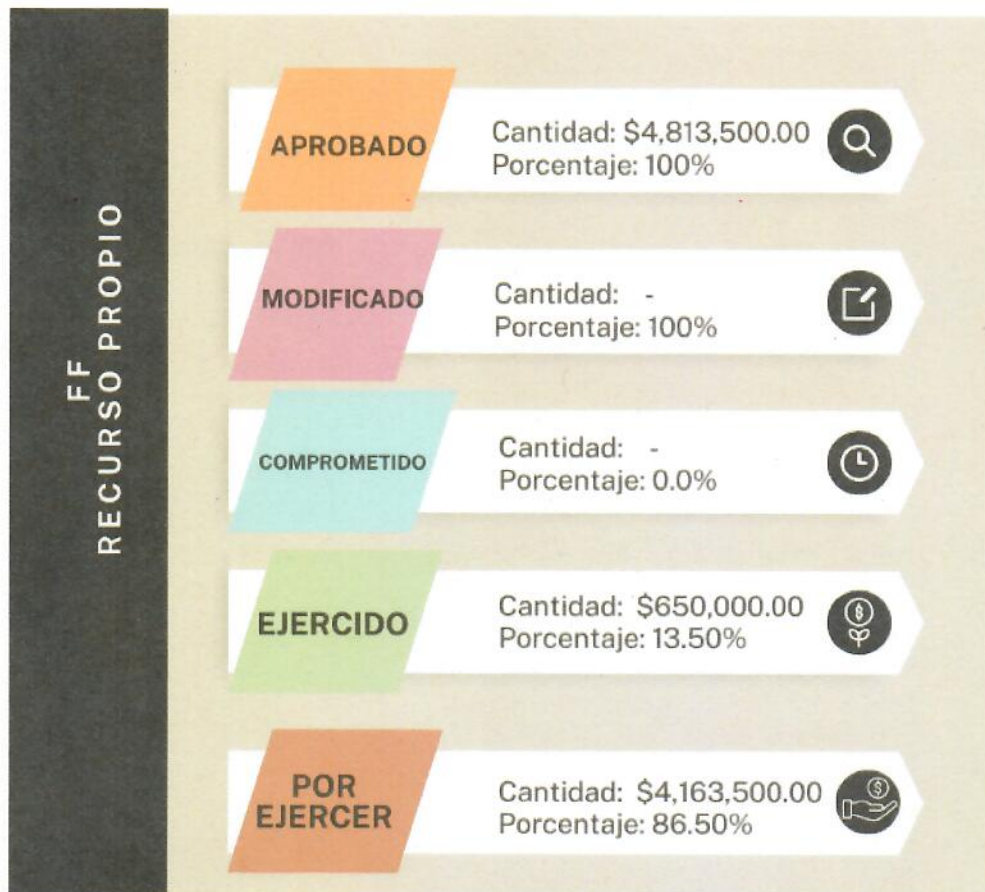 FF
RECURSO PROPIO
APROBADO
Cantidad: $4,813,500.00
Porcentaje: 100%
MODIFICADO
Cantidad: -
Porcentaje: 100%
COMPROMETIDO
Cantidad: -
Porcentaje: 0.0%
EJERCIDO
Cantidad: $650,000.00
Porcentaje: 13.50%
POR
EJERCER
Cantidad: $4,163,500.00
Porcentaje: 86.50%